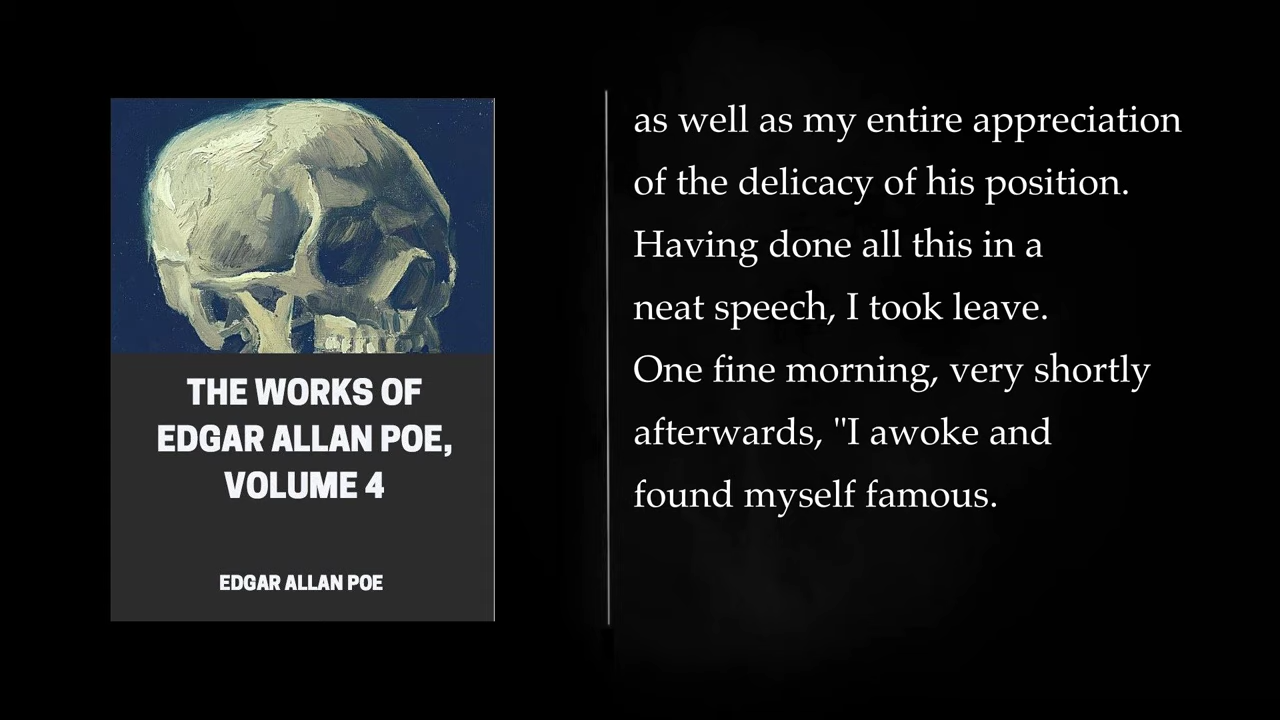 THE WORKS OF
EDGAR ALLAN POE,
VOLUME 4
EDGAR ALLAN POE
as well as my entire appreciation
of the delicacy of his position.
Having done all this in a
neat speech, I took leave.
One fine morning, very shortly
afterwards, "I awoke and
found myself famous.